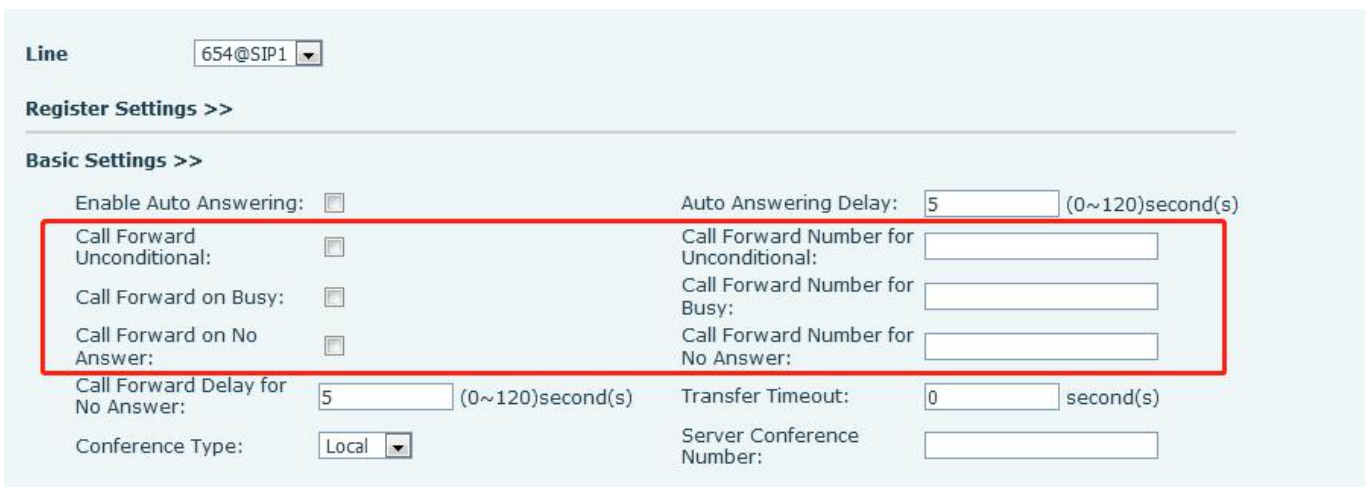 Line 654@SIP1
Register Settings >>
Basic Settings >>
Enable Auto Answering: Auto Answering Delay: 5 (0~120)second(s)
Call Forward Unconditional: Call Forward Number for Unconditional:
Call Forward on Busy: Call Forward Number for Busy:
Call Forward on No Answer: Call Forward Number for No Answer:
Call Forward Delay for No Answer: 5 (0~120)second(s) Transfer Timeout: 0 second(s)
Conference Type: Local Server Conference Number: